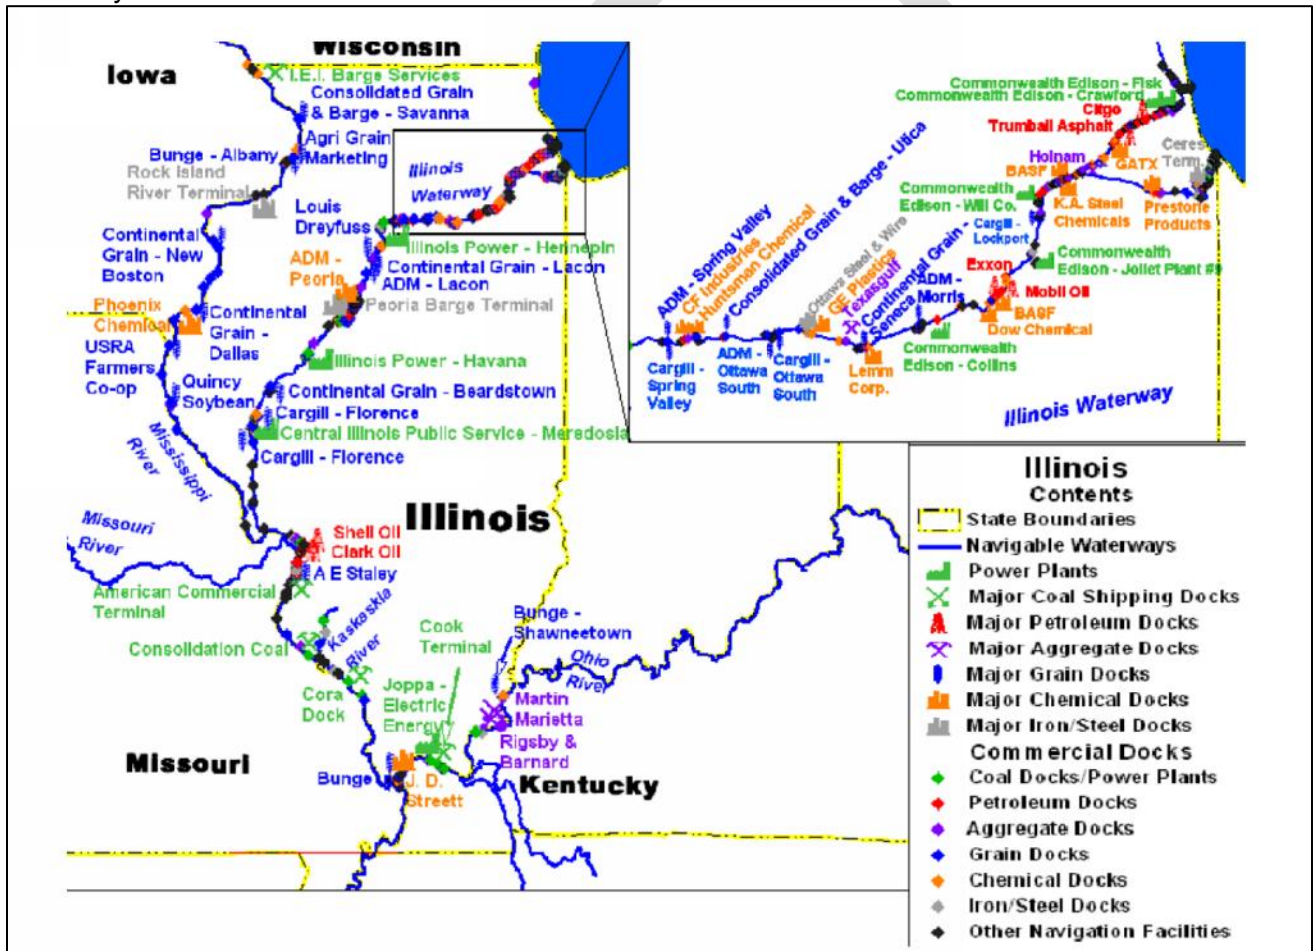 Wisconsin
Iowa
I.E.I. Barge Services
Consolidated Grain
& Barge - Savanna
Agri Grain
Marketing
Bunge - Albany
Rock Island
River Terminal
Illinois
Waterway
Louis
Dreyfuss
Illinois Power - Hennepin
Continental
Grain - New
Boston
ADM -
Peoria
Continental Grain - Lacon
ADM - Lacon
Peoria Barge Terminal
Phoenix
Chemical
Continental
Grain -
Dallas
USRA
Farmers
Co-op
Illinois Power - Havana
Quincy
Soybean
Continental Grain - Beardstown
Cargill - Florence
Central Illinois Public Service - Meredosia
Cargill - Florence
Mississippi
River
Missouri
River
Illinois
Shell Oil
Clark Oil
A E Staley
American Commercial
Terminal
Kaskaskia
River
Consolidation Coal
Cora
Dock
Cook
Terminal
Bunge -
Shawneetown
Ohio
River
Joppa -
Electric
Energy
Martin
Marietta
Rigsby &
Barnard
Missouri
Bunge
J. D.
Streett
Kentucky
Commonwealth Edison - Fisk
Commonwealth Edison - Crawford
Citgo
Trumball Asphalt
Holnam
GATX
Ceres
Term.
BASF
Commonwealth
Edison - Will Co.
K.A. Steel
Chemicals
Prestone
Products
Cargill -
Lockport
Commonwealth
Edison - Joliet Plant #9
Exxon
Mobil Oil
BASF
Dow Chemical
ADM - Spring Valley
CF Industries
Huntsman Chemical
Consolidated Grain & Barge - Utica
Ottawa Steel & Wire
GE Plastics
Texasgulf
Continental Grain -
Seneca
ADM -
Morris
Cargill -
Spring
Valley
ADM -
Ottawa
South
Cargill -
Ottawa
South
Lemm
Corp.
Commonwealth
Edison - Collins
Illinois Waterway
Illinois
Contents
State Boundaries
Navigable Waterways
Power Plants
Major Coal Shipping Docks
Major Petroleum Docks
Major Aggregate Docks
Major Grain Docks
Major Chemical Docks
Major Iron/Steel Docks
Commercial Docks
Coal Docks/Power Plants
Petroleum Docks
Aggregate Docks
Grain Docks
Chemical Docks
Iron/Steel Docks
Other Navigation Facilities